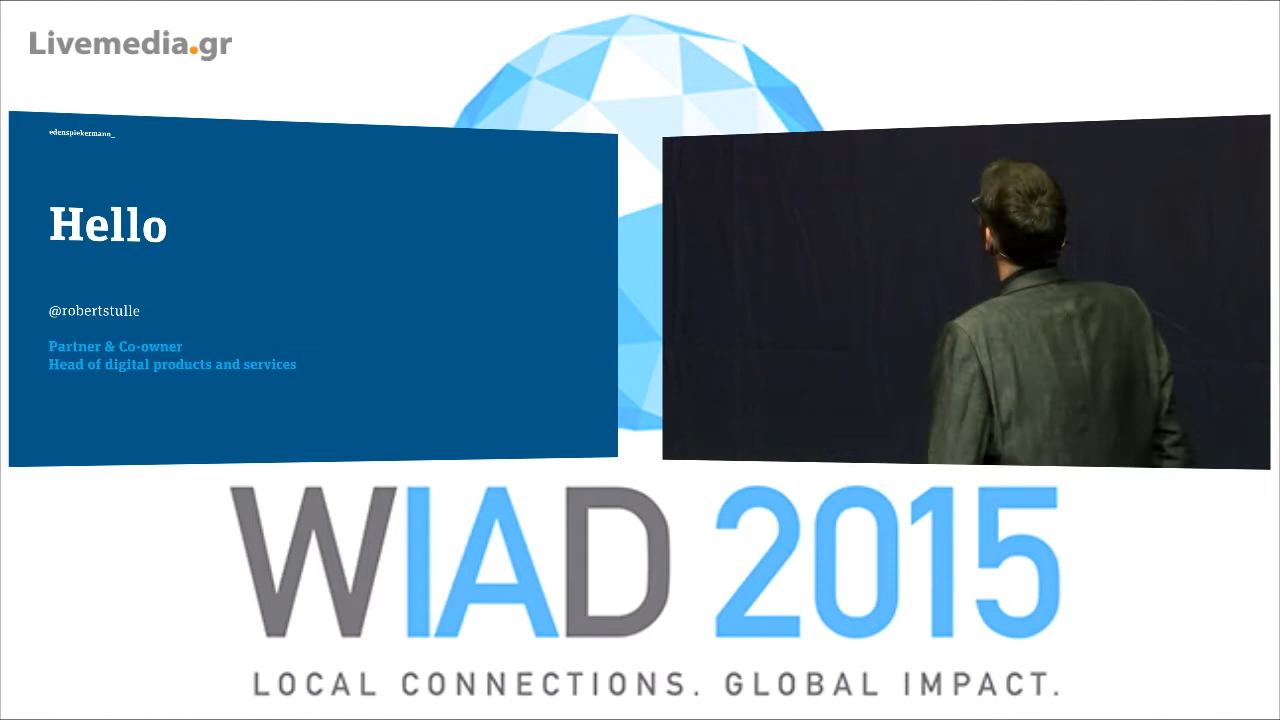 Livemedia.gr
edenspiekermann_
Hello
@robertstulle
Partner & Co-owner
Head of digital products and services
WIAD 2015
LOCAL CONNECTIONS. GLOBAL IMPACT.